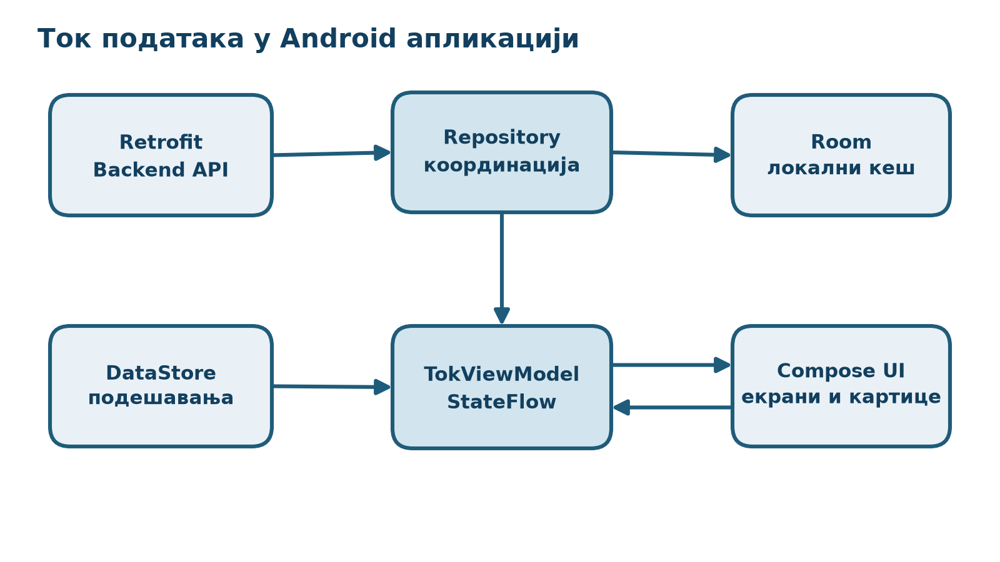 Ток података у Android апликацији
Retrofit
Backend API
Repository
координација
Room
локални кеш
DataStore
подешавања
TokViewModel
StateFlow
Compose UI
екрани и картице